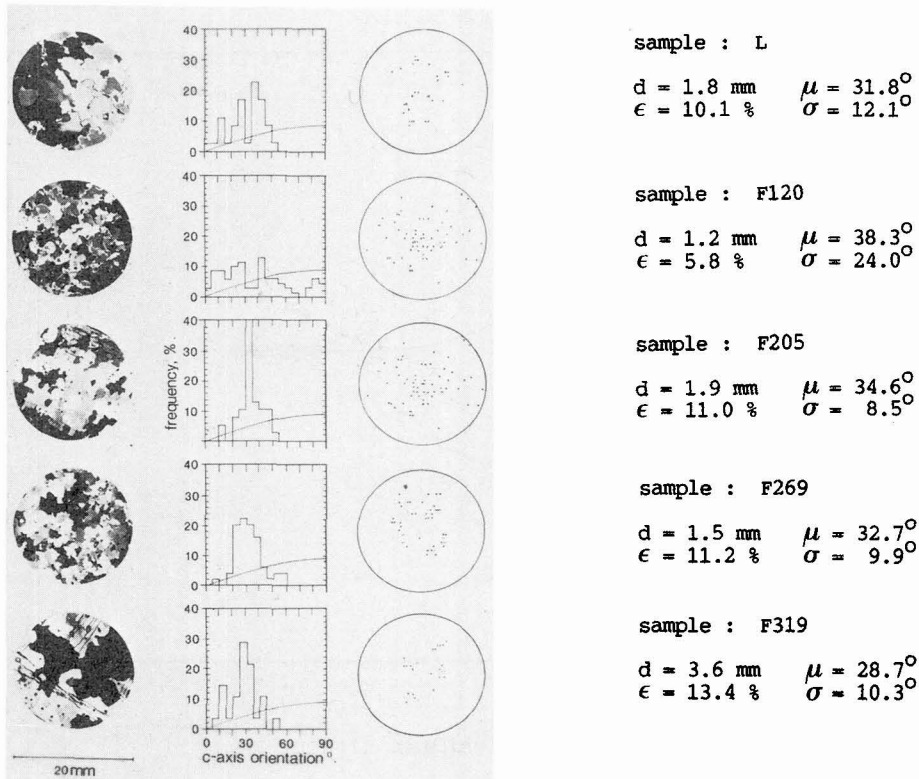 40
30
20
10
0
sample : L
d = 1.8 mm μ = 31.8°
ϵ = 10.1 % σ = 12.1°
40
30
20
10
0
sample : F120
d = 1.2 mm μ = 38.3°
ϵ = 5.8 % σ = 24.0°
frequency, %.
40
30
20
10
sample : F205
d = 1.9 mm μ = 34.6°
ϵ = 11.0 % σ = 8.5°
40
30
20
10
0
sample : F269
d = 1.5 mm μ = 32.7°
ϵ = 11.2 % σ = 9.9°
40
30
20
10
0
0 30 60 90
c-axis orientation°.
sample : F319
d = 3.6 mm μ = 28.7°
ϵ = 13.4 % σ = 10.3°
20mm